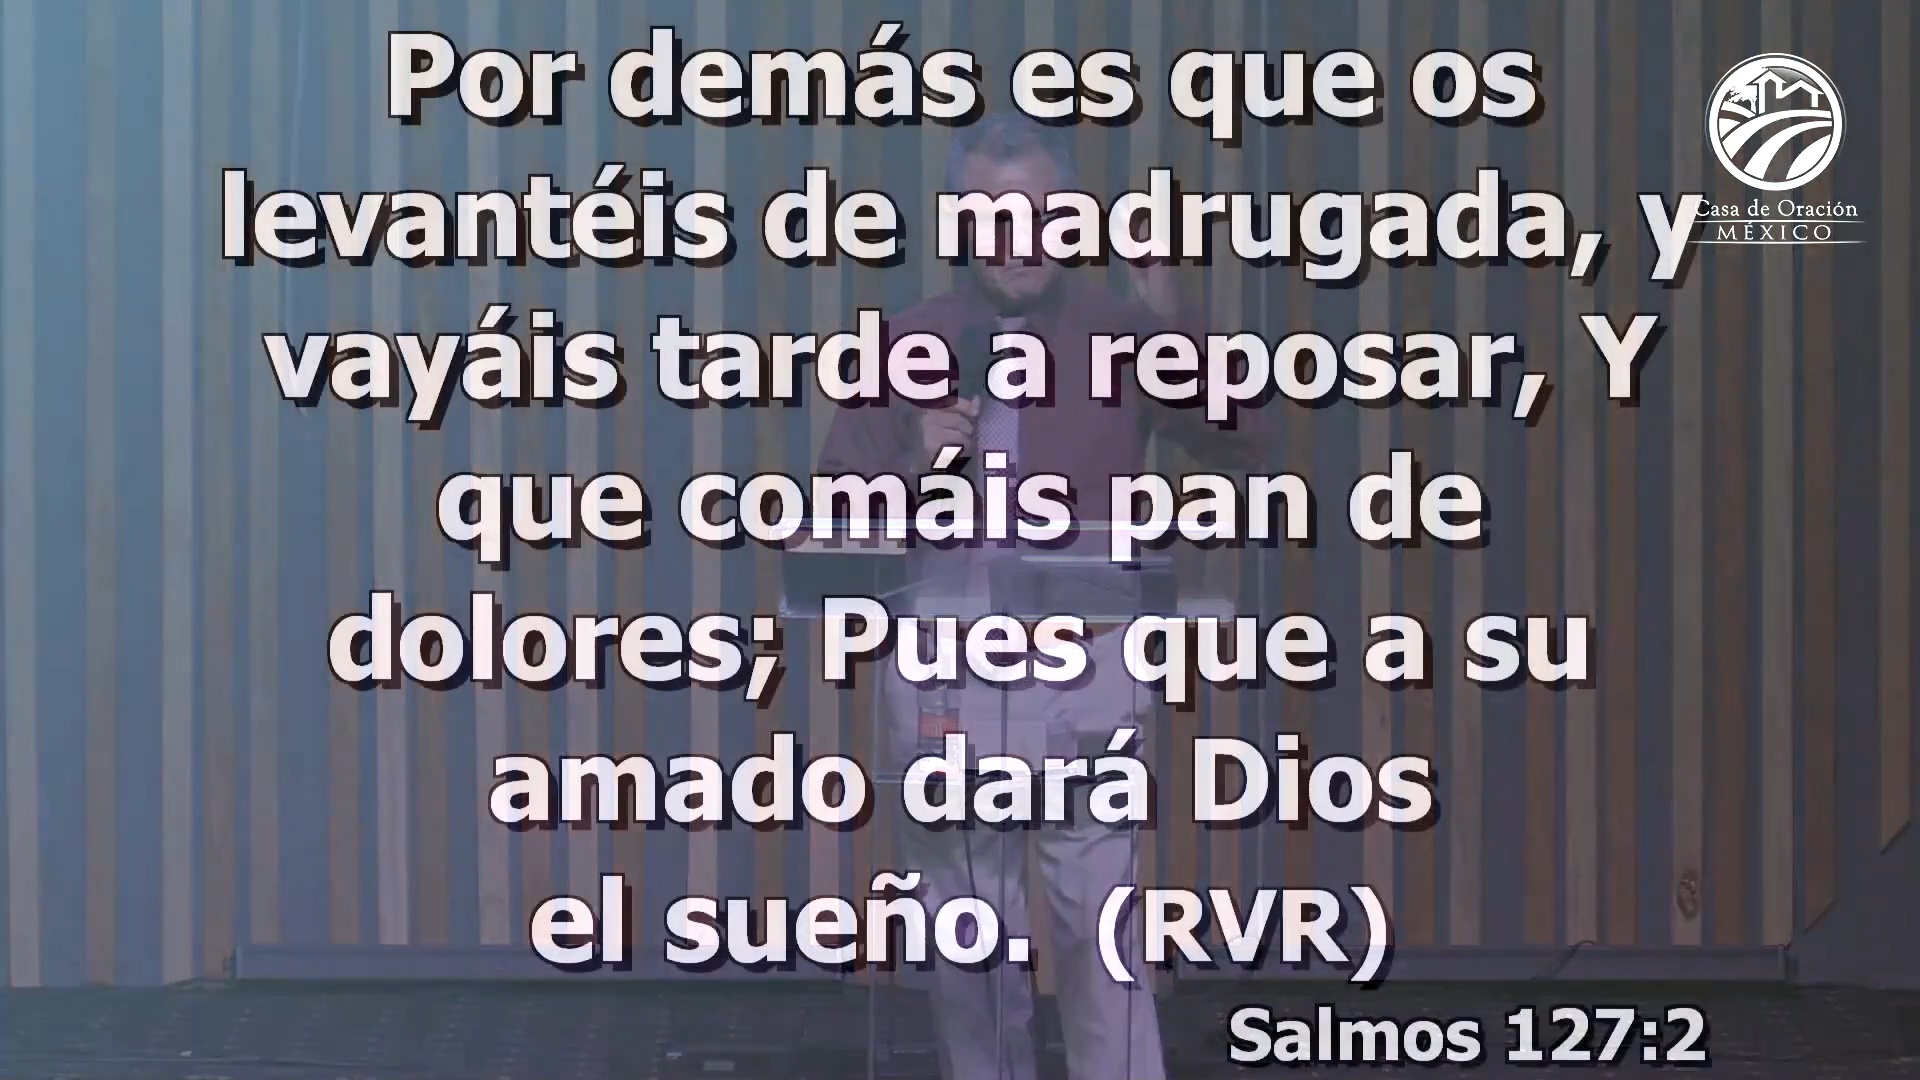 Por demás es que os
levantéis de madrugada, y
vayáis tarde a reposar, Y
que comáis pan de
dolores; Pues que a su
amado dará Dios
el sueño. (RVR)
Salmos 127:2
Casa de Oración
MÉXICO